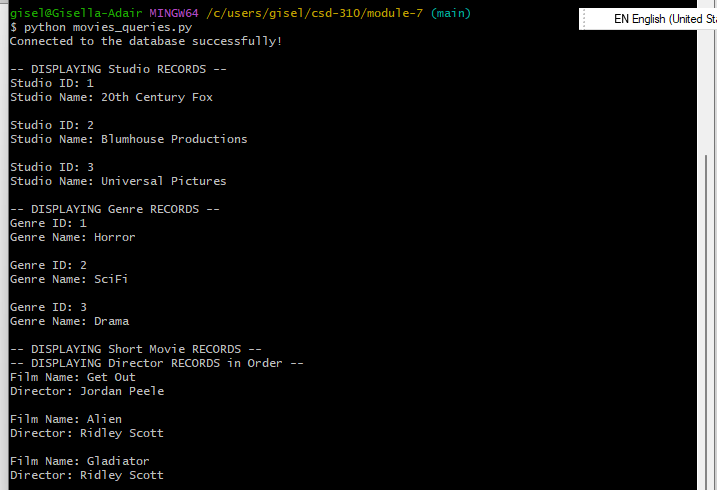 gisel@Gisella-Adair MINGW64 /c/users/gisel/csd-310/module-7 (main)
EN English (United Sta
$ python movies_queries.py
Connected to the database successfully!
-- DISPLAYING Studio RECORDS --
Studio ID: 1
Studio Name: 20th Century Fox
Studio ID: 2
Studio Name: Blumhouse Productions
Studio ID: 3
Studio Name: Universal Pictures
-- DISPLAYING Genre RECORDS --
Genre ID: 1
Genre Name: Horror
Genre ID: 2
Genre Name: SciFi
Genre ID: 3
Genre Name: Drama
-- DISPLAYING Short Movie RECORDS --
-- DISPLAYING Director RECORDS in Order --
Film Name: Get Out
Director: Jordan Peele
Film Name: Alien
Director: Ridley Scott
Film Name: Gladiator
Director: Ridley Scott